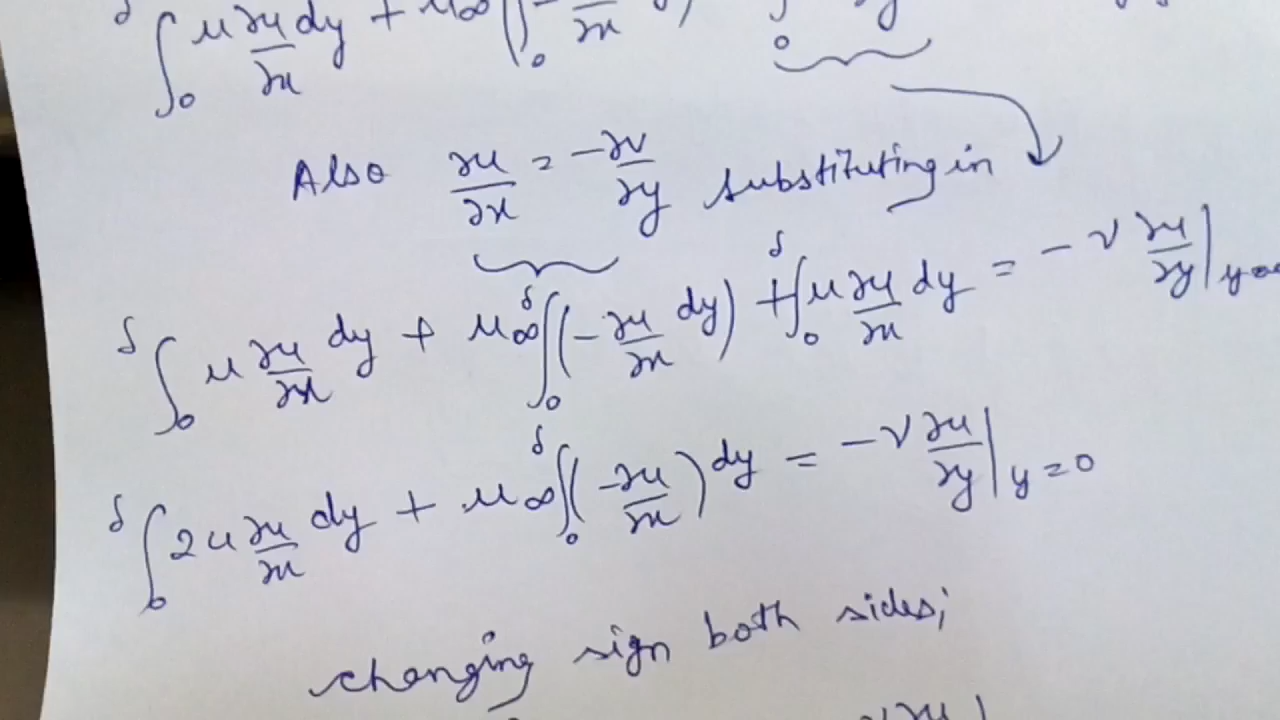 ∫₀^δ u ∂u/∂x dy + u∞ ∫₀ ∂x
Also ∂u/∂x = -∂v/∂y substituting in
∫₀^δ u ∂u/∂x dy + u∞ ∫₀^δ (-∂u/∂x dy) + ∫₀^δ u ∂u/∂x dy = -ν ∂u/∂y |y=0
∫₀^δ 2u ∂u/∂x dy + u∞ ∫₀^δ (-∂u/∂x) dy = -ν ∂u/∂y |y=0
changing sign both sides;